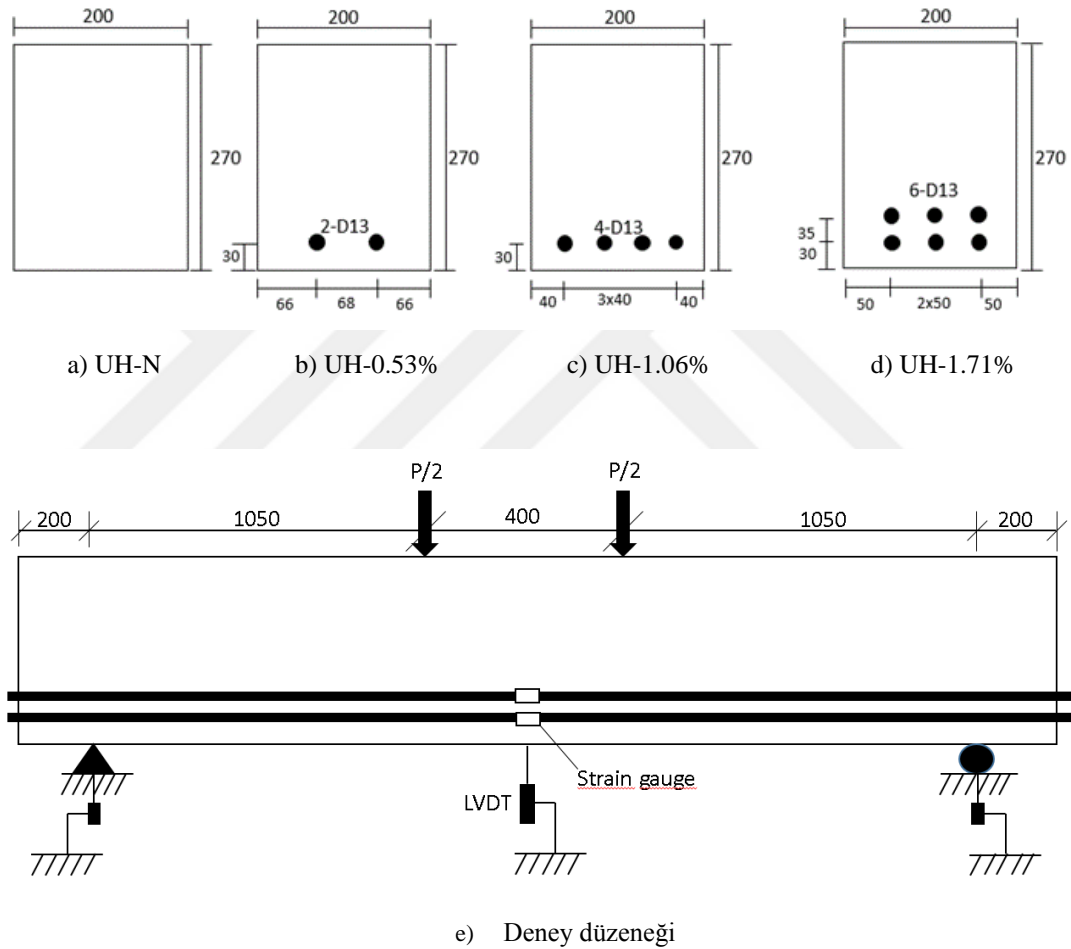 200 200 200 200
270 270 270 270
2-D13 4-D13 6-D13
30 30 35
30
66 68 66 40 3x40 40 50 2x50 50
a) UH-N b) UH-0.53% c) UH-1.06% d) UH-1.71%
P/2 P/2
200 1050 400 1050 200
Strain gauge
LVDT
e) Deney düzeneği